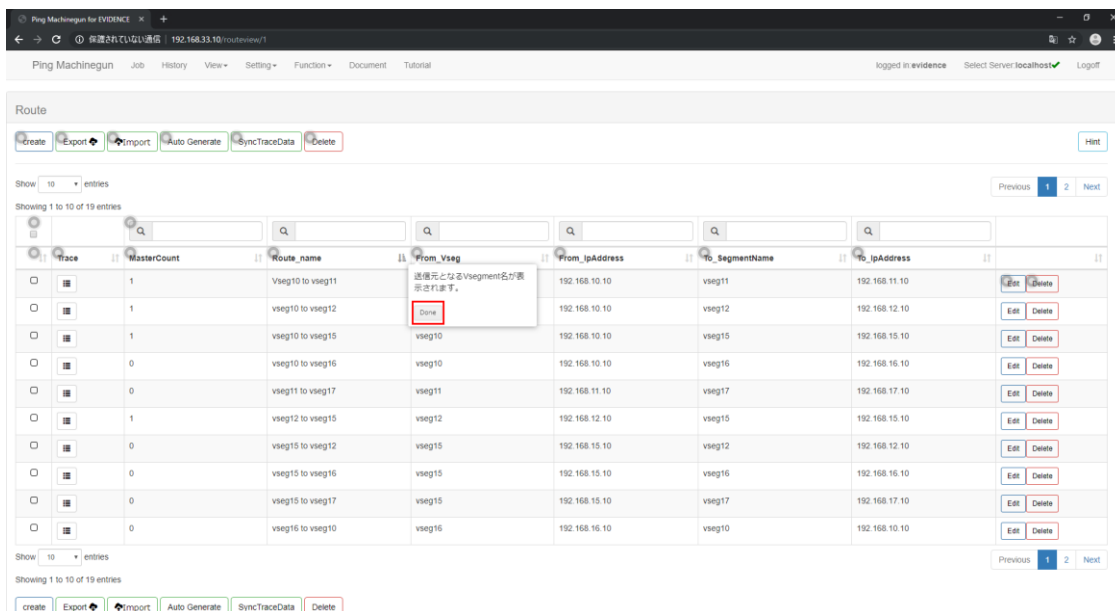 Ping Machinegun for EVIDENCE × +
保護されていない通信 | 192.168.33.10/routeview/1
Ping Machinegun Job History View Setting Function Document Tutorial logged in:evidence Select Server:localhost✔ Logoff
Route
create Export Import Auto Generate SyncTraceData Delete Hint
Show 10 entries Previous 1 2 Next
Showing 1 to 10 of 19 entries
Trace MasterCount Route_name From_Vseg From_IpAddress To_SegmentName To_IpAddress
送信元となるVsegment名が表
示されます。
Done
1 Vseg10 to vseg11 192.168.10.10 vseg11 192.168.11.10 Edit Delete
1 vseg10 to vseg12 192.168.10.10 vseg12 192.168.12.10 Edit Delete
1 vseg10 to vseg15 vseg10 192.168.10.10 vseg15 192.168.15.10 Edit Delete
0 vseg10 to vseg16 vseg10 192.168.10.10 vseg16 192.168.16.10 Edit Delete
0 vseg11 to vseg17 vseg11 192.168.11.10 vseg17 192.168.17.10 Edit Delete
1 vseg12 to vseg15 vseg12 192.168.12.10 vseg15 192.168.15.10 Edit Delete
0 vseg15 to vseg12 vseg15 192.168.15.10 vseg12 192.168.12.10 Edit Delete
0 vseg15 to vseg16 vseg15 192.168.15.10 vseg16 192.168.16.10 Edit Delete
0 vseg15 to vseg17 vseg15 192.168.15.10 vseg17 192.168.17.10 Edit Delete
0 vseg16 to vseg10 vseg16 192.168.16.10 vseg10 192.168.10.10 Edit Delete
Show 10 entries Previous 1 2 Next
Showing 1 to 10 of 19 entries
create Export Import Auto Generate SyncTraceData Delete